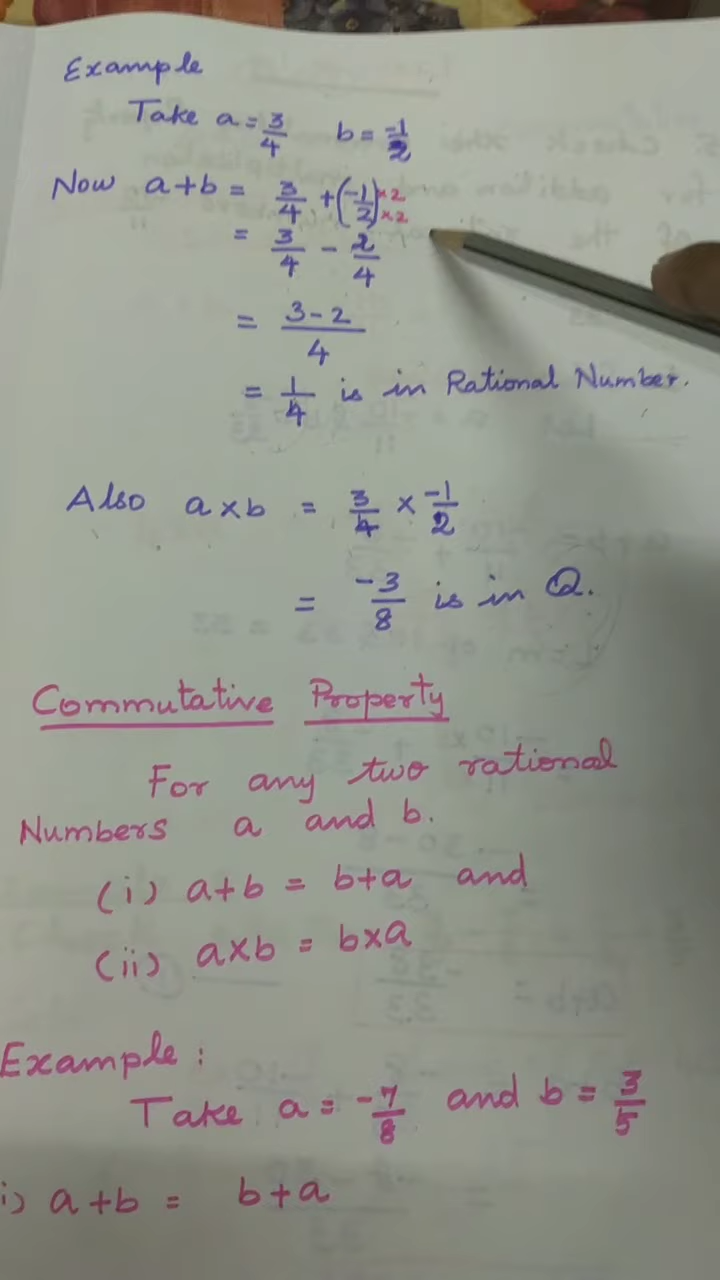 Example
Take a = 3/4 b = -1/2
Now a+b = 3/4 + (-1/2) ×2 ×2
= 3/4 - 2/4
= 3-2/4
= 1/4 is in Rational Number.
Also a×b = 3/4 × -1/2
= -3/8 is in Q.
Commutative Property
For any two rational
Numbers a and b.
(i) a+b = b+a and
(ii) a×b = b×a
Example:
Take a = -7/8 and b = 3/5
i) a+b = b+a